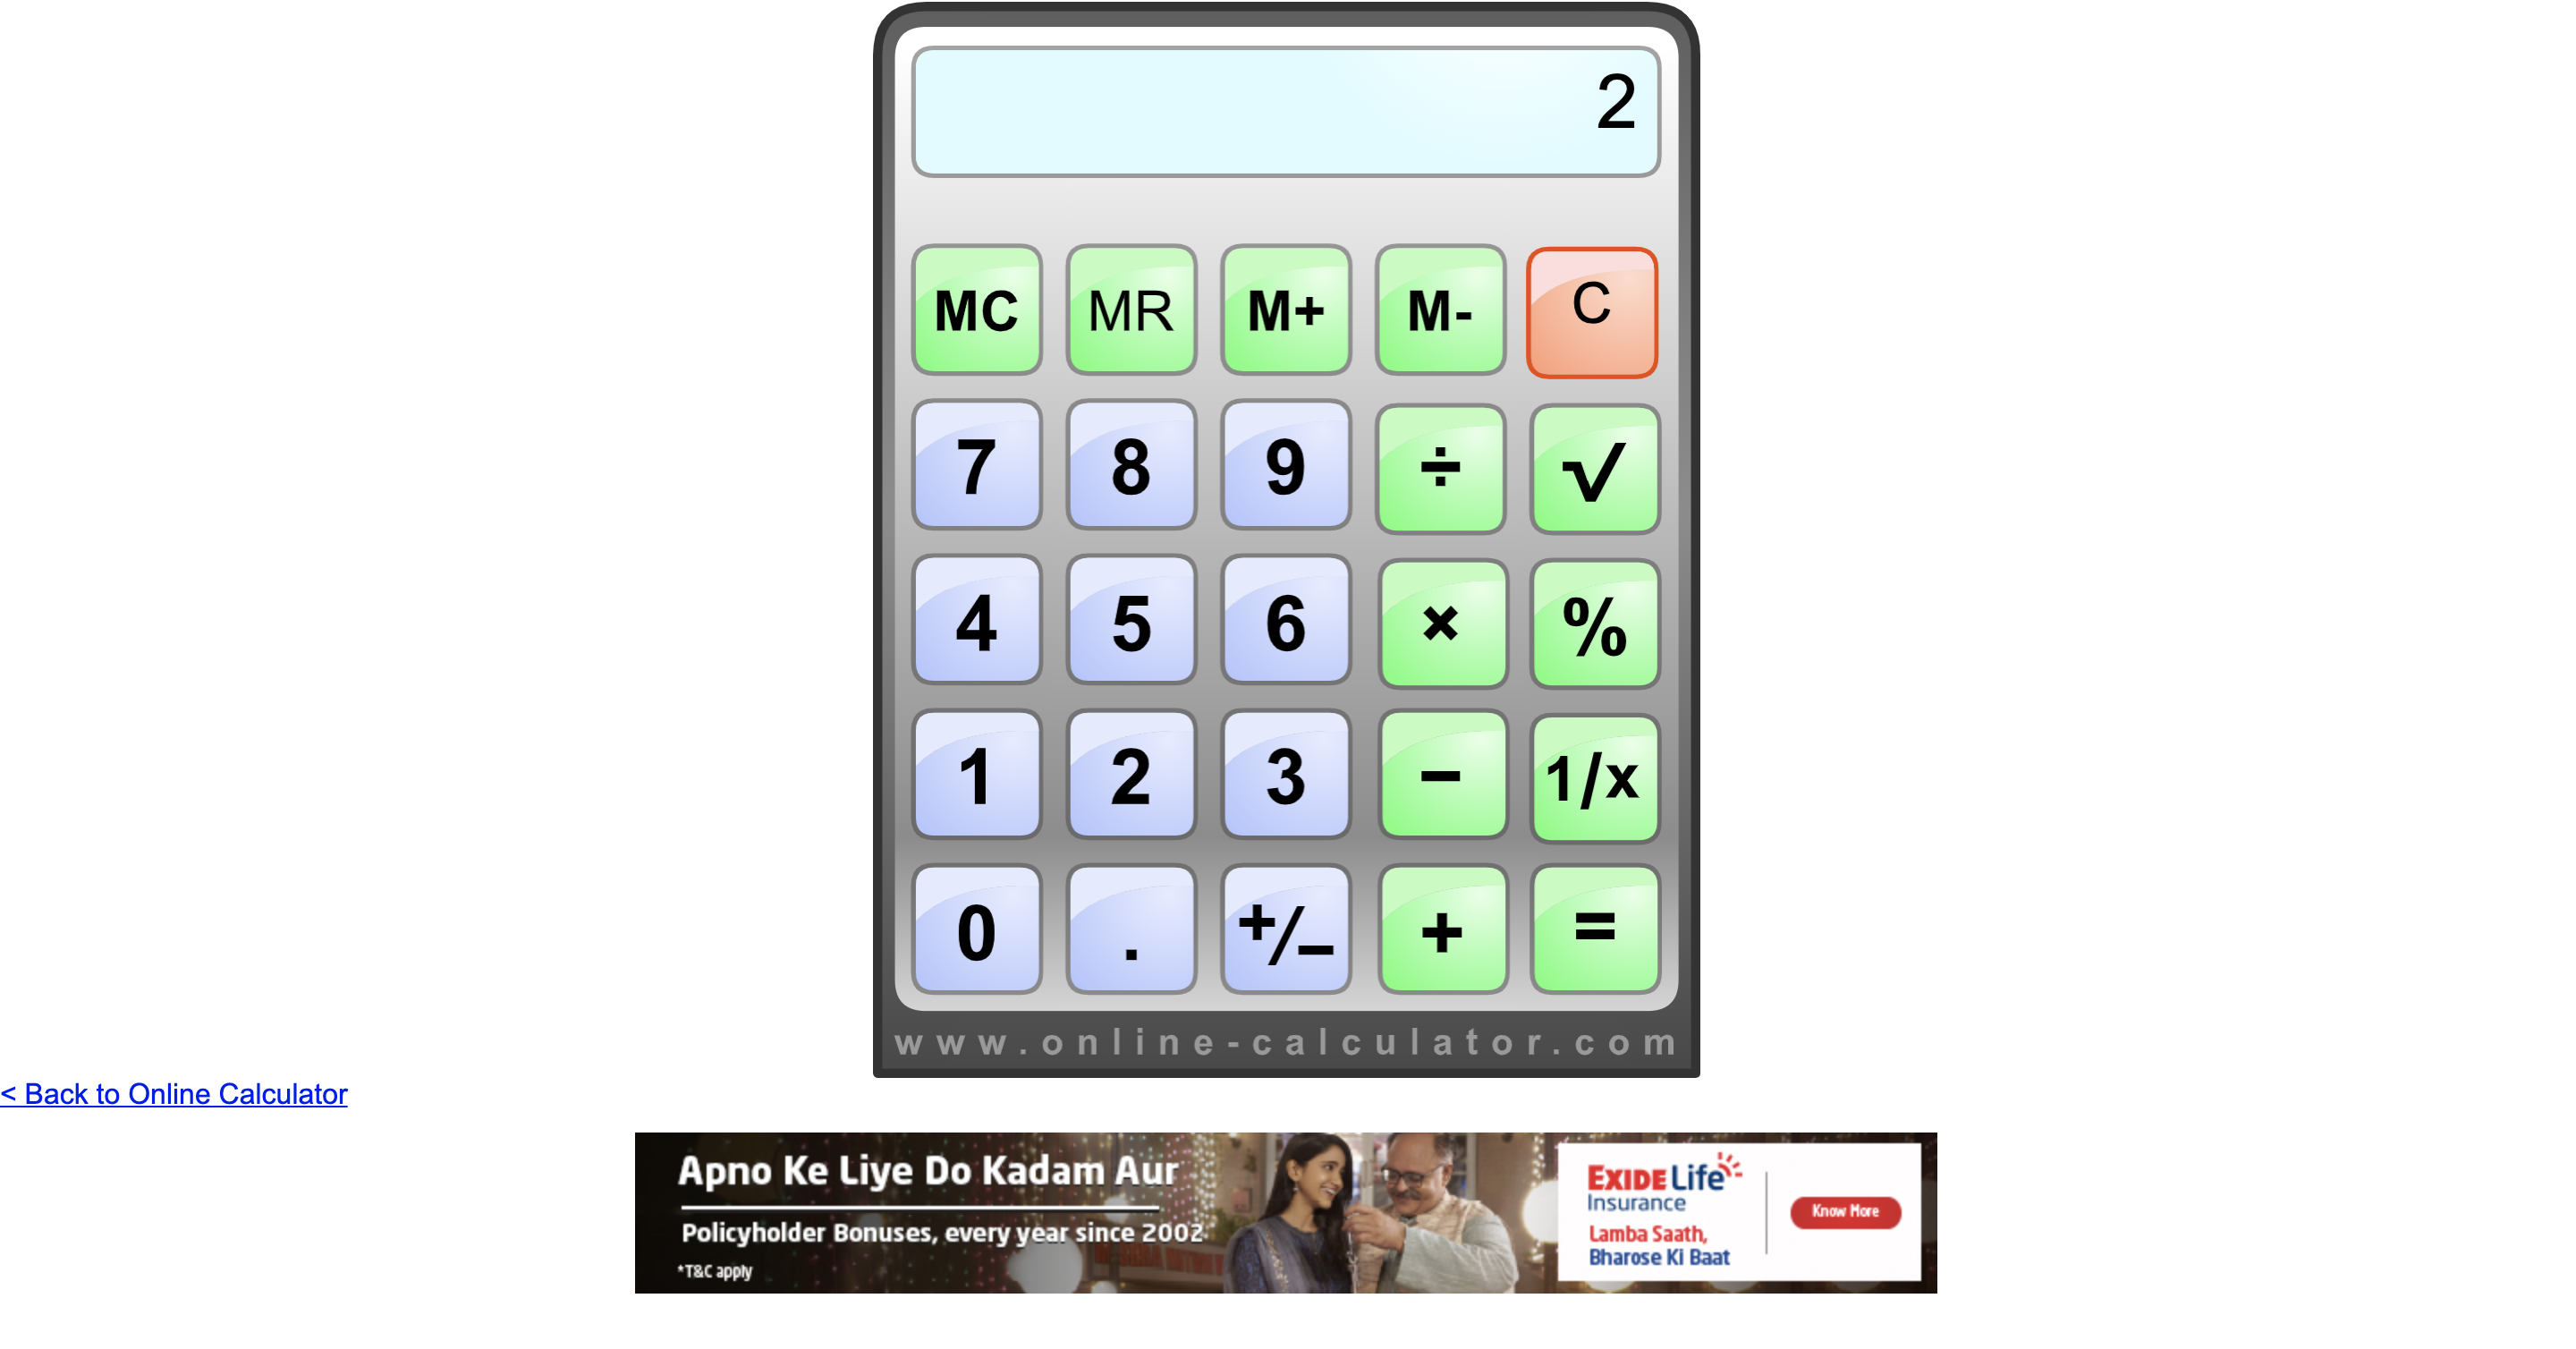 2
MC MR M+ M- C
7 8 9 ÷ √
4 5 6 × %
1 2 3 − 1/x
0 . +/− + =
www.online-calculator.com
< Back to Online Calculator
Apno Ke Liye Do Kadam Aur
Policyholder Bonuses, every year since 2002
*T&C apply
EXIDE Life
Insurance
Lamba Saath,
Bharose Ki Baat
Know More